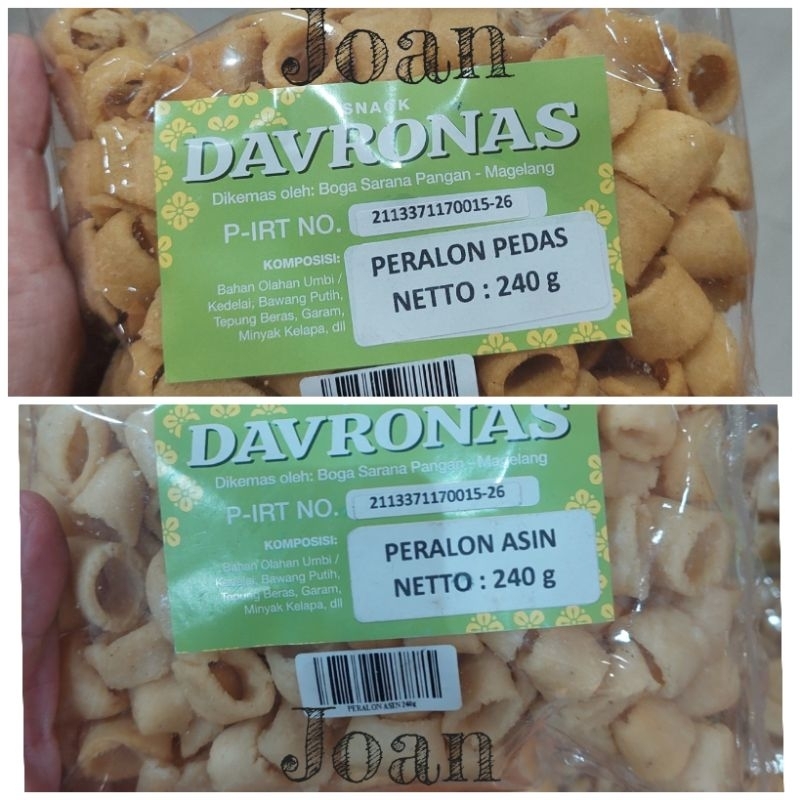 Joan
SNACK
DAVRONAS
Dikemas oleh: Boga Sarana Pangan - Magelang
P-IRT NO. 2113371170015-26
KOMPOSISI:
Bahan Olahan Umbi /
Kedelai, Bawang Putih,
Tepung Beras, Garam,
Minyak Kelapa, dll
PERALON PEDAS
NETTO : 240 g
DAVRONAS
Dikemas oleh: Boga Sarana Pangan - Magelang
P-IRT NO. 2113371170015-26
KOMPOSISI:
Bahan Olahan Umbi /
Kedelai, Bawang Putih,
Tepung Beras, Garam,
Minyak Kelapa, dll
PERALON ASIN
NETTO : 240 g
PERALON ASIN 240g
Joan